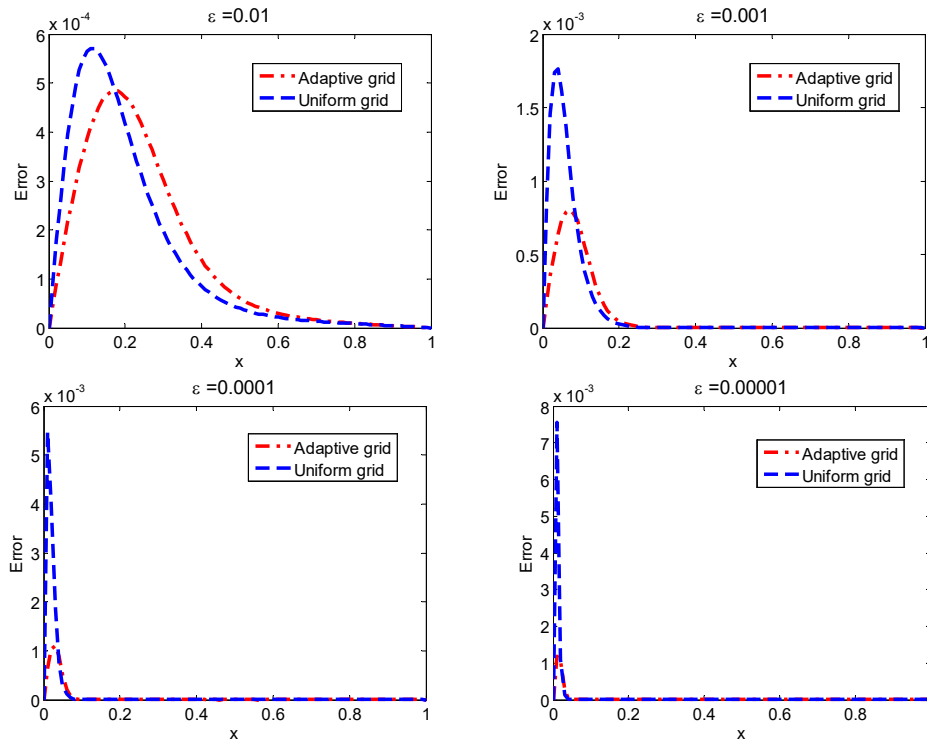 ε =0.01
x 10-4
6
5
4
3
2
1
0
Error
0 0.2 0.4 0.6 0.8 1
x
Adaptive grid
Uniform grid
ε =0.001
x 10-3
2
1.5
1
0.5
0
Error
0 0.2 0.4 0.6 0.8 1
x
Adaptive grid
Uniform grid
ε =0.0001
x 10-3
6
5
4
3
2
1
0
Error
0 0.2 0.4 0.6 0.8 1
x
Adaptive grid
Uniform grid
ε =0.00001
x 10-3
8
7
6
5
4
3
2
1
0
Error
0 0.2 0.4 0.6 0.8 1
x
Adaptive grid
Uniform grid